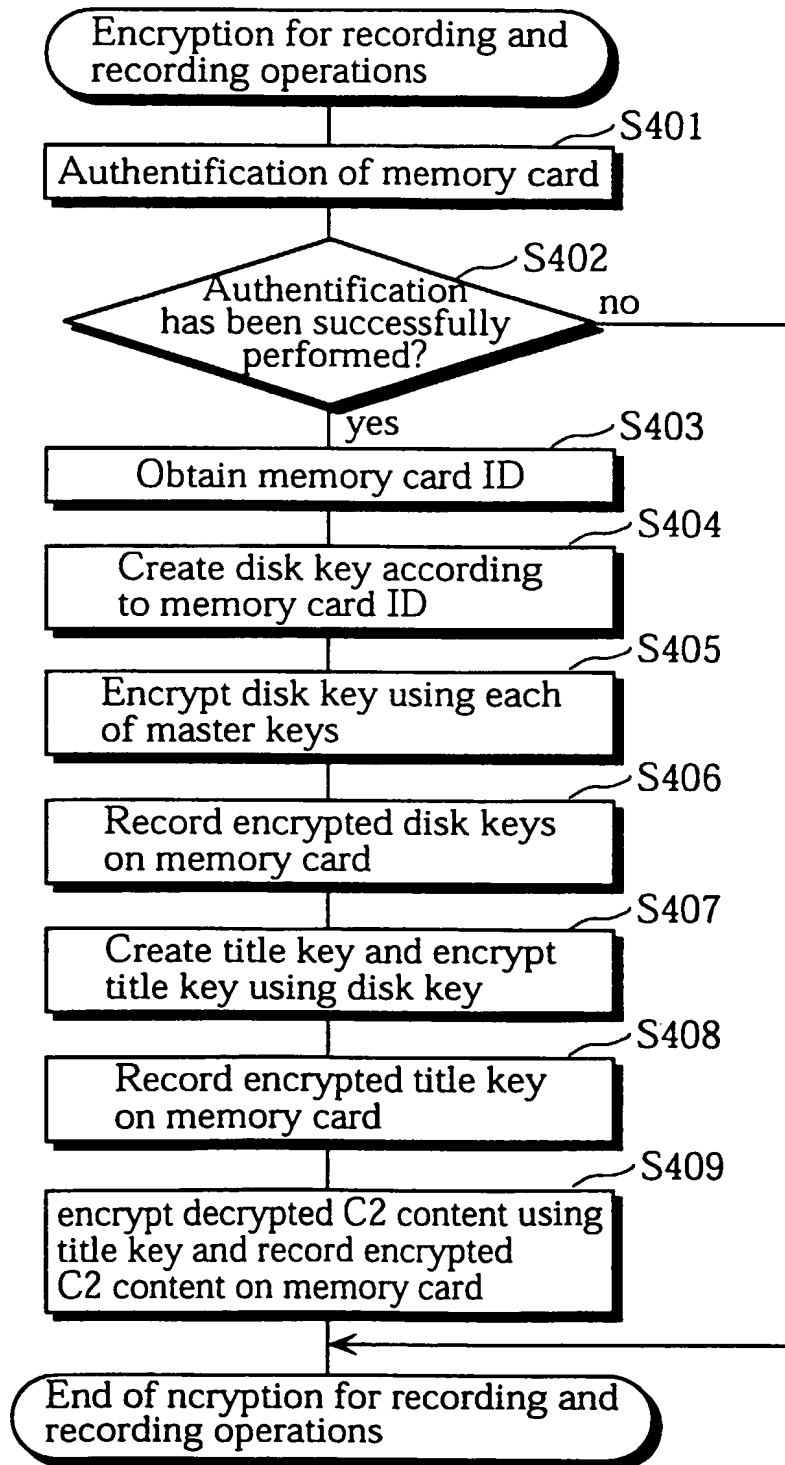 Encryption for recording and
recording operations
S401
Authentification of memory card
S402
Authentification
has been successfully
performed?
no
yes
S403
Obtain memory card ID
S404
Create disk key according
to memory card ID
S405
Encrypt disk key using each
of master keys
S406
Record encrypted disk keys
on memory card
S407
Create title key and encrypt
title key using disk key
S408
Record encrypted title key
on memory card
S409
encrypt decrypted C2 content using
title key and record encrypted
C2 content on memory card
End of ncryption for recording and
recording operations